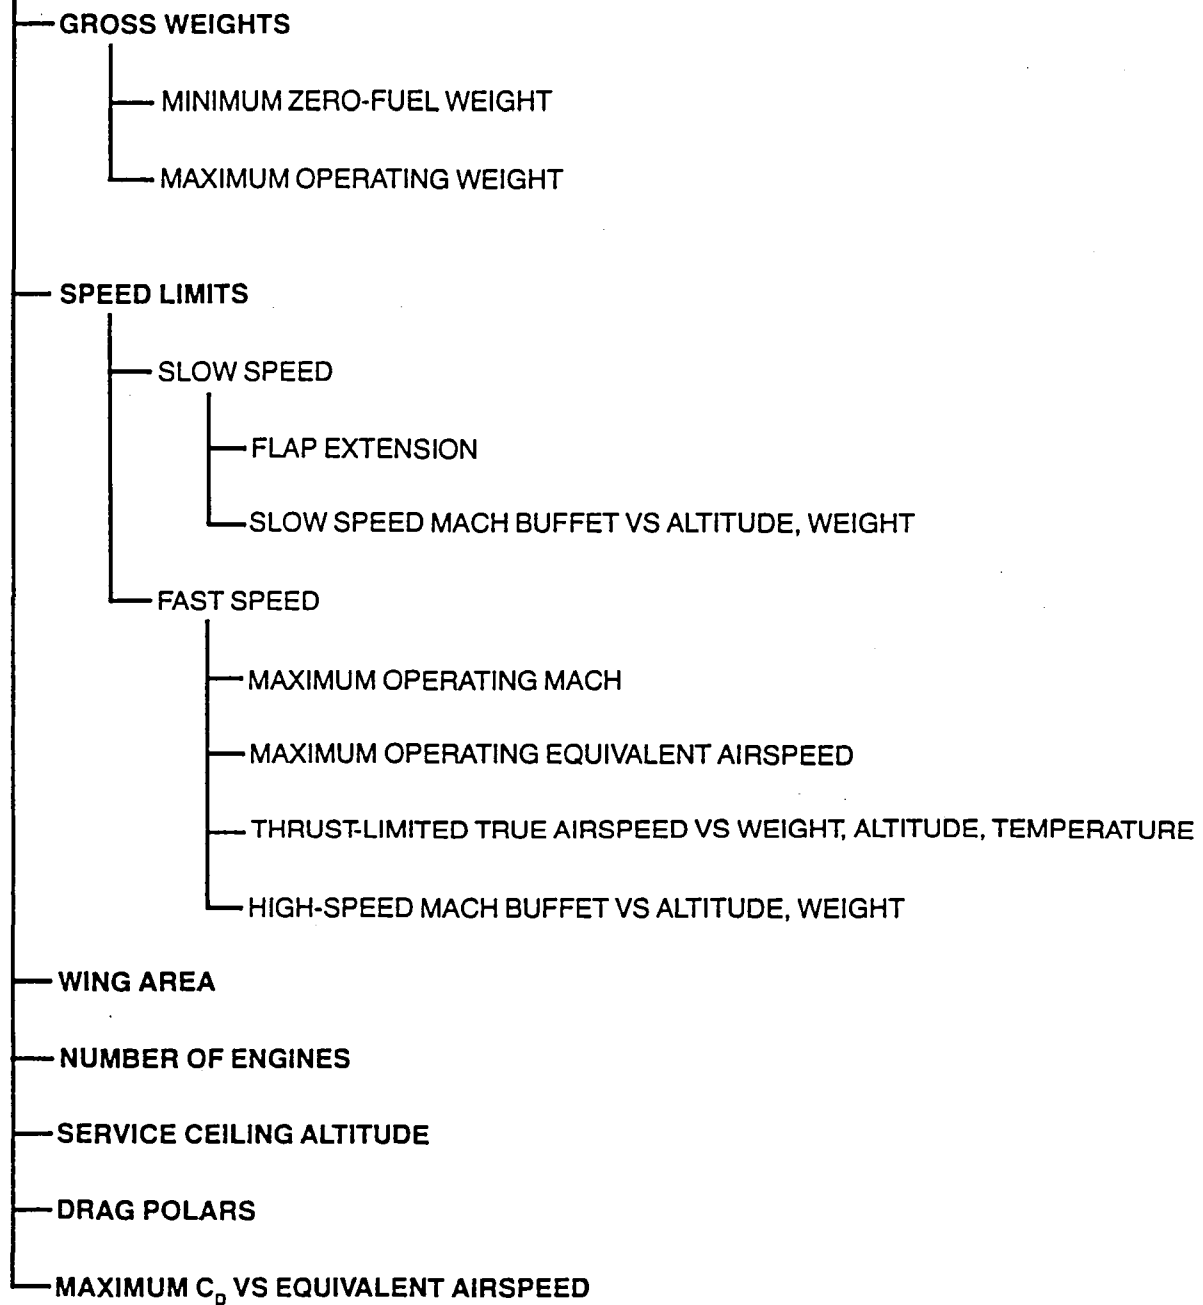 GROSS WEIGHTS
MINIMUM ZERO-FUEL WEIGHT
MAXIMUM OPERATING WEIGHT
SPEED LIMITS
SLOW SPEED
FLAP EXTENSION
SLOW SPEED MACH BUFFET VS ALTITUDE, WEIGHT
FAST SPEED
MAXIMUM OPERATING MACH
MAXIMUM OPERATING EQUIVALENT AIRSPEED
THRUST-LIMITED TRUE AIRSPEED VS WEIGHT, ALTITUDE, TEMPERATURE
HIGH-SPEED MACH BUFFET VS ALTITUDE, WEIGHT
WING AREA
NUMBER OF ENGINES
SERVICE CEILING ALTITUDE
DRAG POLARS
MAXIMUM C_D VS EQUIVALENT AIRSPEED